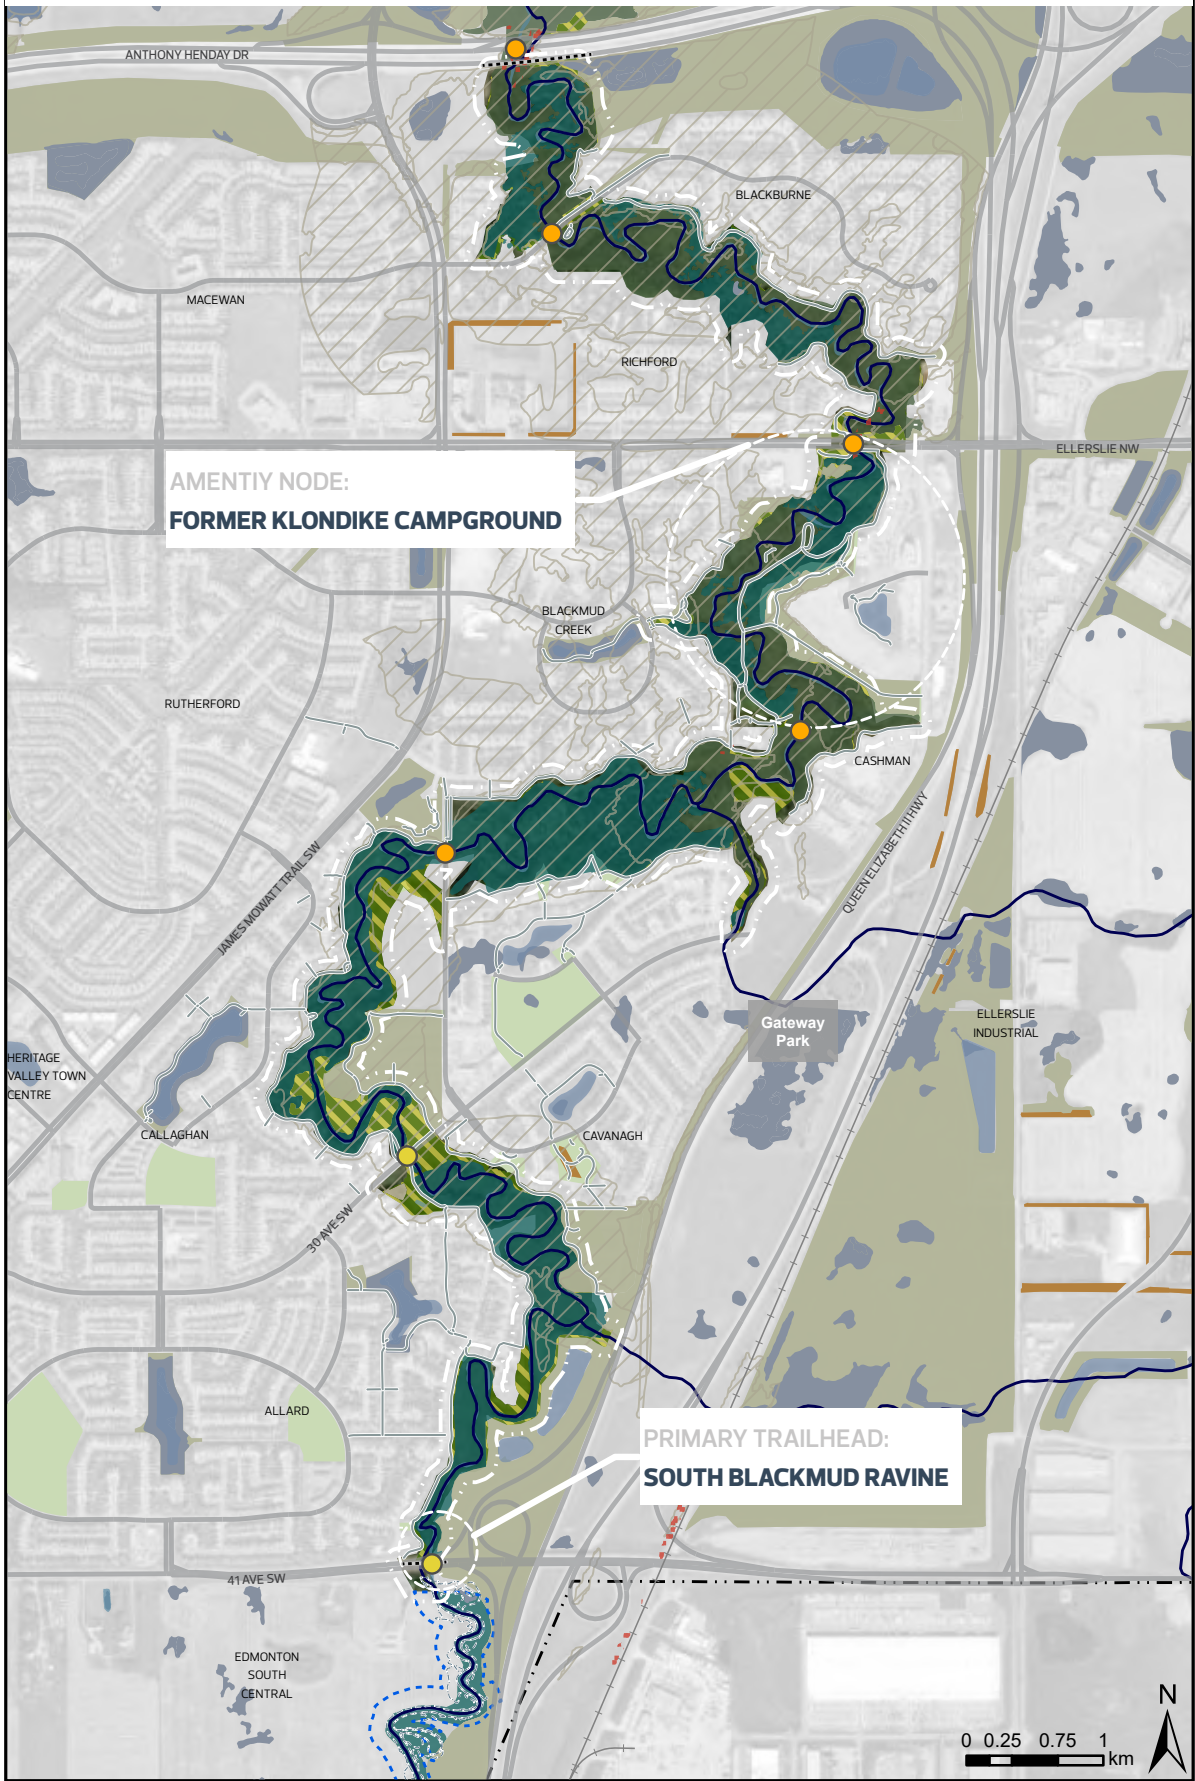 ANTHONY HENDAY DR
BLACKBURNE
MACEWAN
RICHFORD
ELLERSLIE NW
AMENTIY NODE:
FORMER KLONDIKE CAMPGROUND
BLACKMUD
CREEK
RUTHERFORD
CASHMAN
QUEEN ELIZABETH II HWY
JAMES MOWATT TRAIL SW
Gateway
Park
ELLERSLIE
INDUSTRIAL
HERITAGE
VALLEY TOWN
CENTRE
CALLAGHAN
CAVANAGH
30 AVE SW
ALLARD
PRIMARY TRAILHEAD:
SOUTH BLACKMUD RAVINE
41 AVE SW
EDMONTON
SOUTH
CENTRAL
N
0 0.25 0.75 1
km